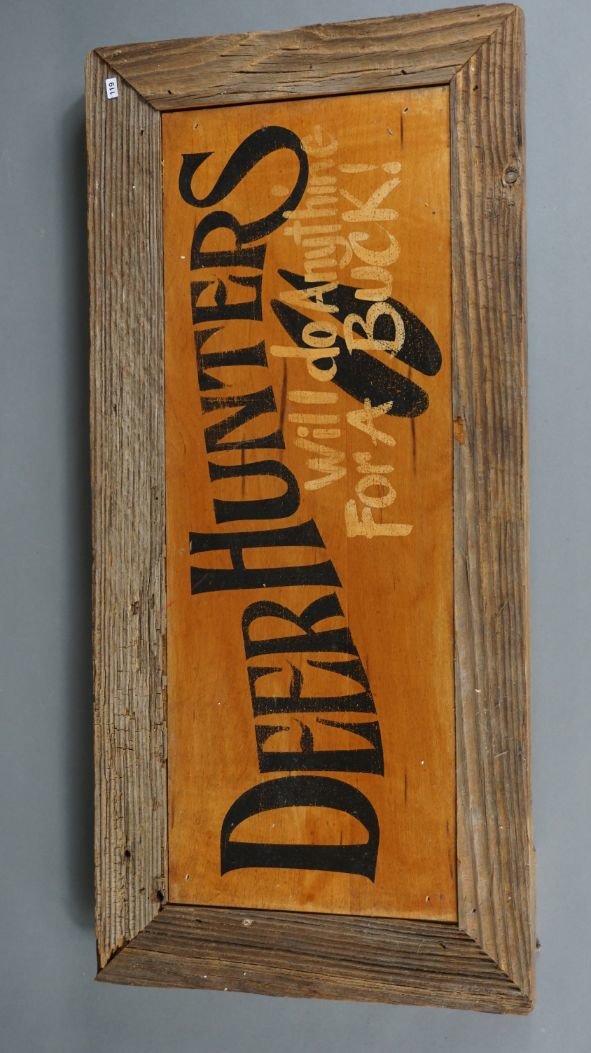 DEER HUNTERS
Will do Anything
For A Buck!
119